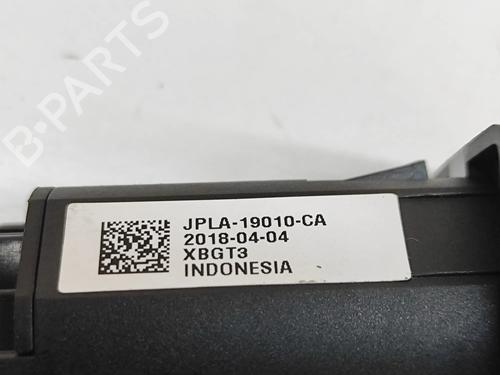 B-PARTS
JPLA-19010-CA
2018-04-04
XBGT3
INDONESIA